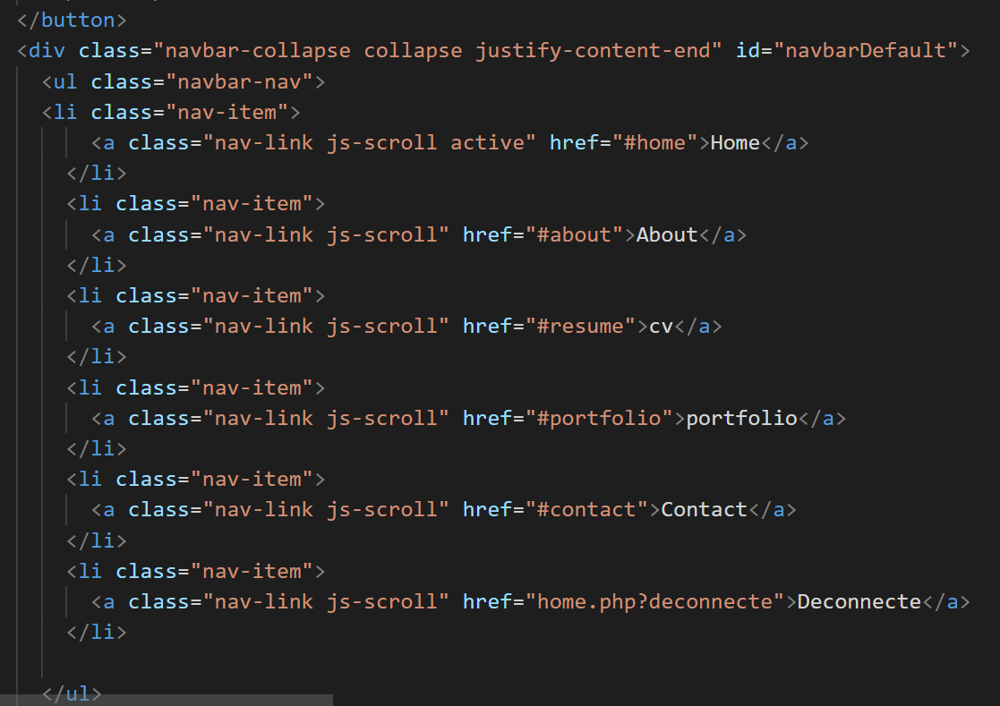 </button>
<div class="navbar-collapse collapse justify-content-end" id="navbarDefault">
<ul class="navbar-nav">
<li class="nav-item">
<a class="nav-link js-scroll active" href="#home">Home</a>
</li>
<li class="nav-item">
<a class="nav-link js-scroll" href="#about">About</a>
</li>
<li class="nav-item">
<a class="nav-link js-scroll" href="#resume">cv</a>
</li>
<li class="nav-item">
<a class="nav-link js-scroll" href="#portfolio">portfolio</a>
</li>
<li class="nav-item">
<a class="nav-link js-scroll" href="#contact">Contact</a>
</li>
<li class="nav-item">
<a class="nav-link js-scroll" href="home.php?deconnecte">Deconnecte</a>
</li>
</ul>